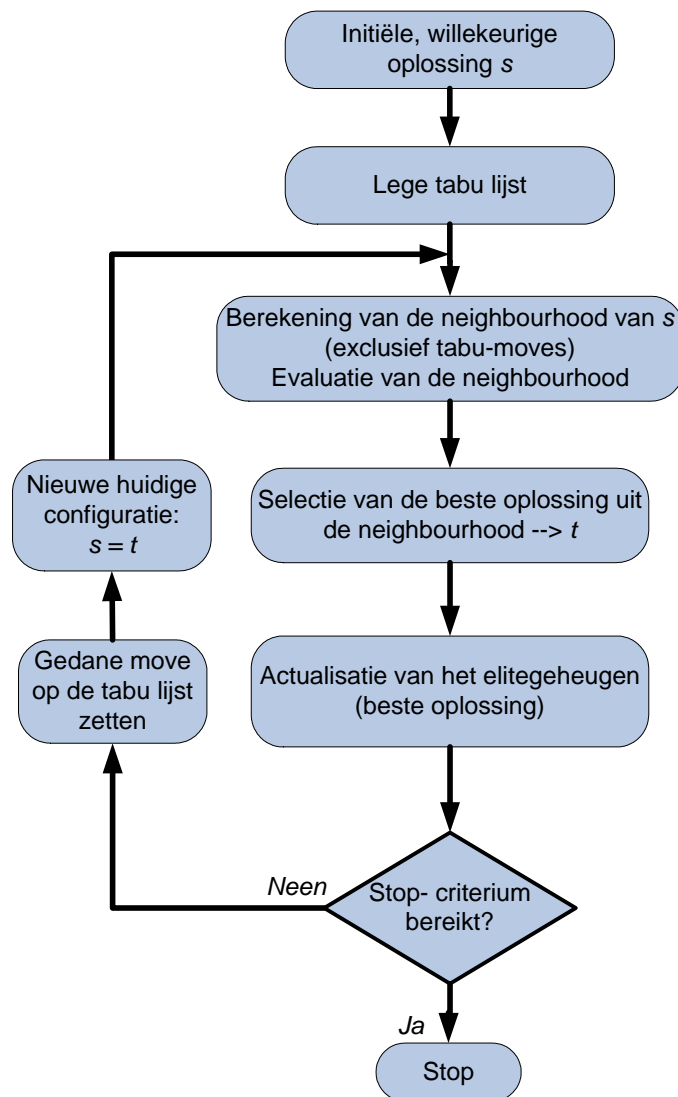 Initiële, willekeurige
oplossing s
Lege tabu lijst
Berekening van de neighbourhood van s
(exclusief tabu-moves)
Evaluatie van de neighbourhood
Selectie van de beste oplossing uit
de neighbourhood --> t
Nieuwe huidige
configuratie:
s = t
Gedane move
op de tabu lijst
zetten
Actualisatie van het elitegeheugen
(beste oplossing)
Neen
Stop- criterium
bereikt?
Ja
Stop